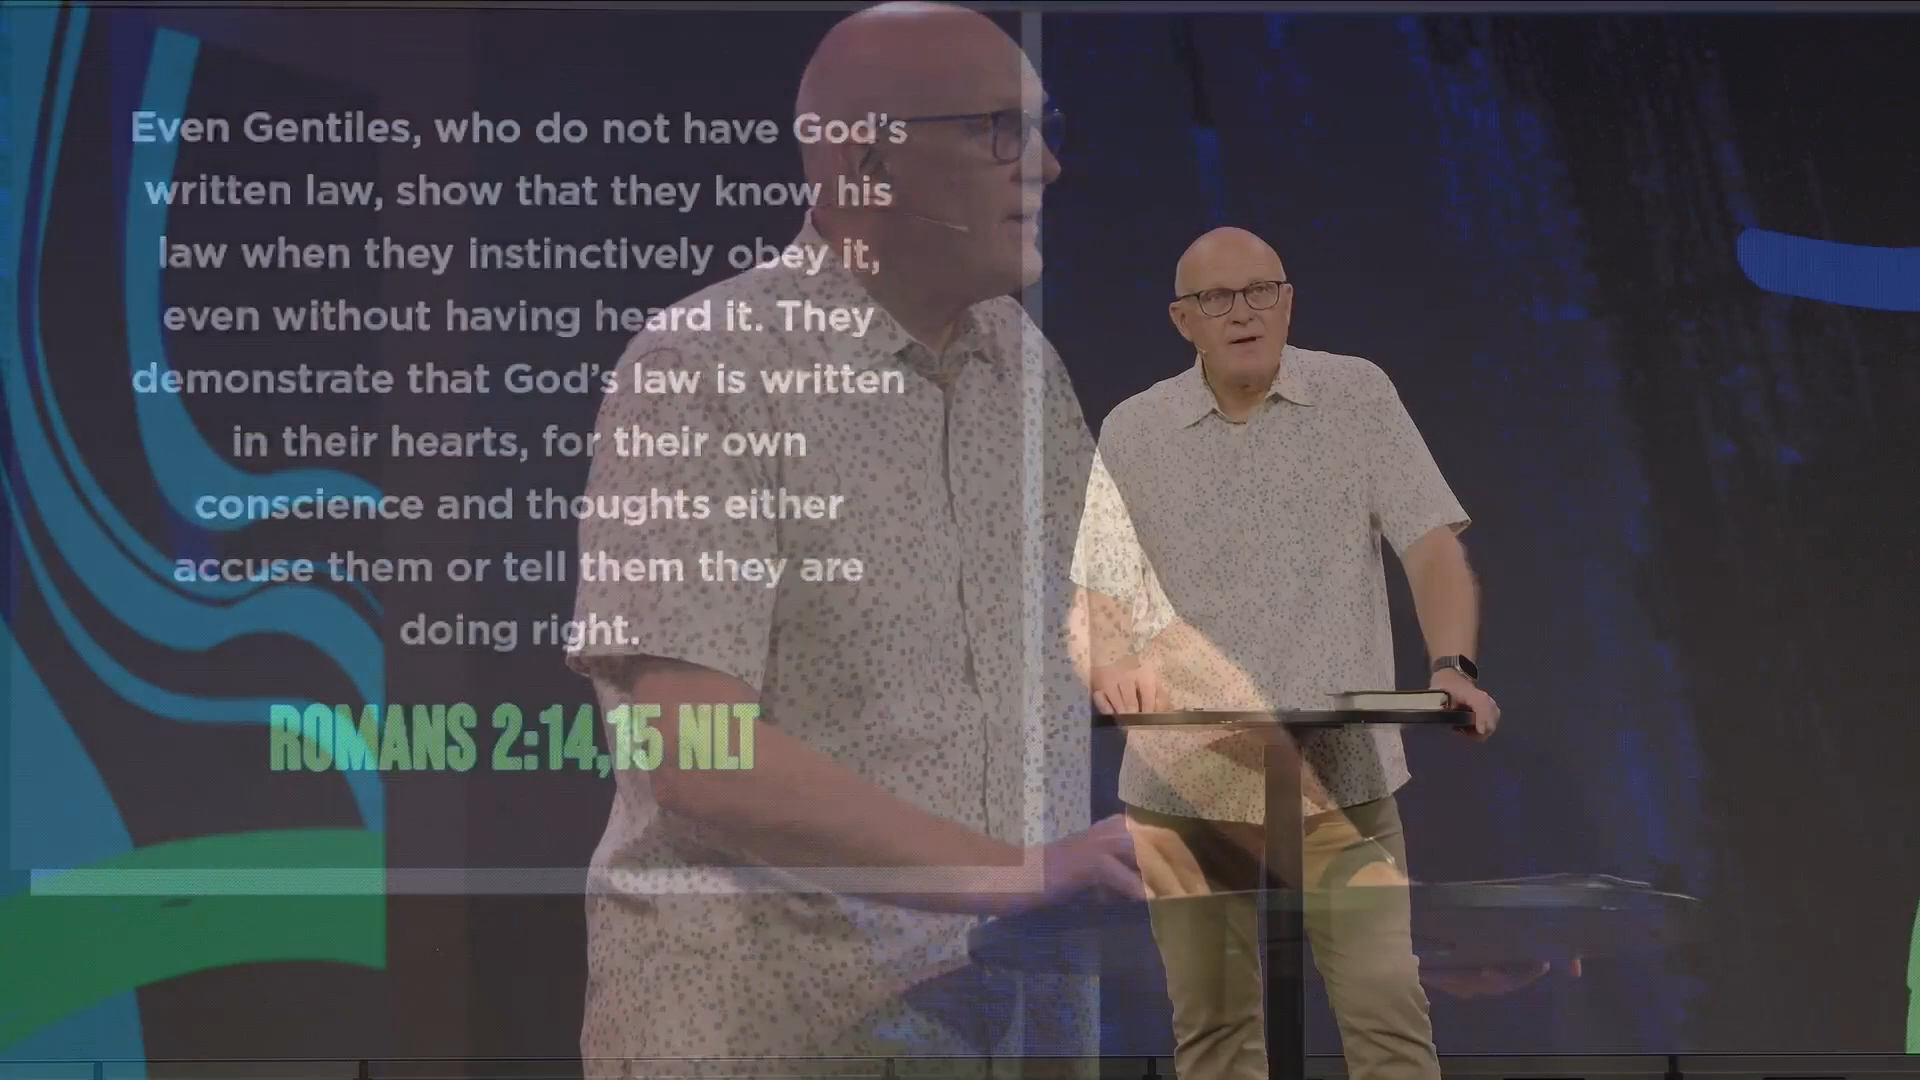 Even Gentiles, who do not have God's
written law, show that they know his
law when they instinctively obey it,
even without having heard it. They
demonstrate that God's law is written
in their hearts, for their own
conscience and thoughts either
accuse them or tell them they are
doing right.
ROMANS 2:14,15 NLT